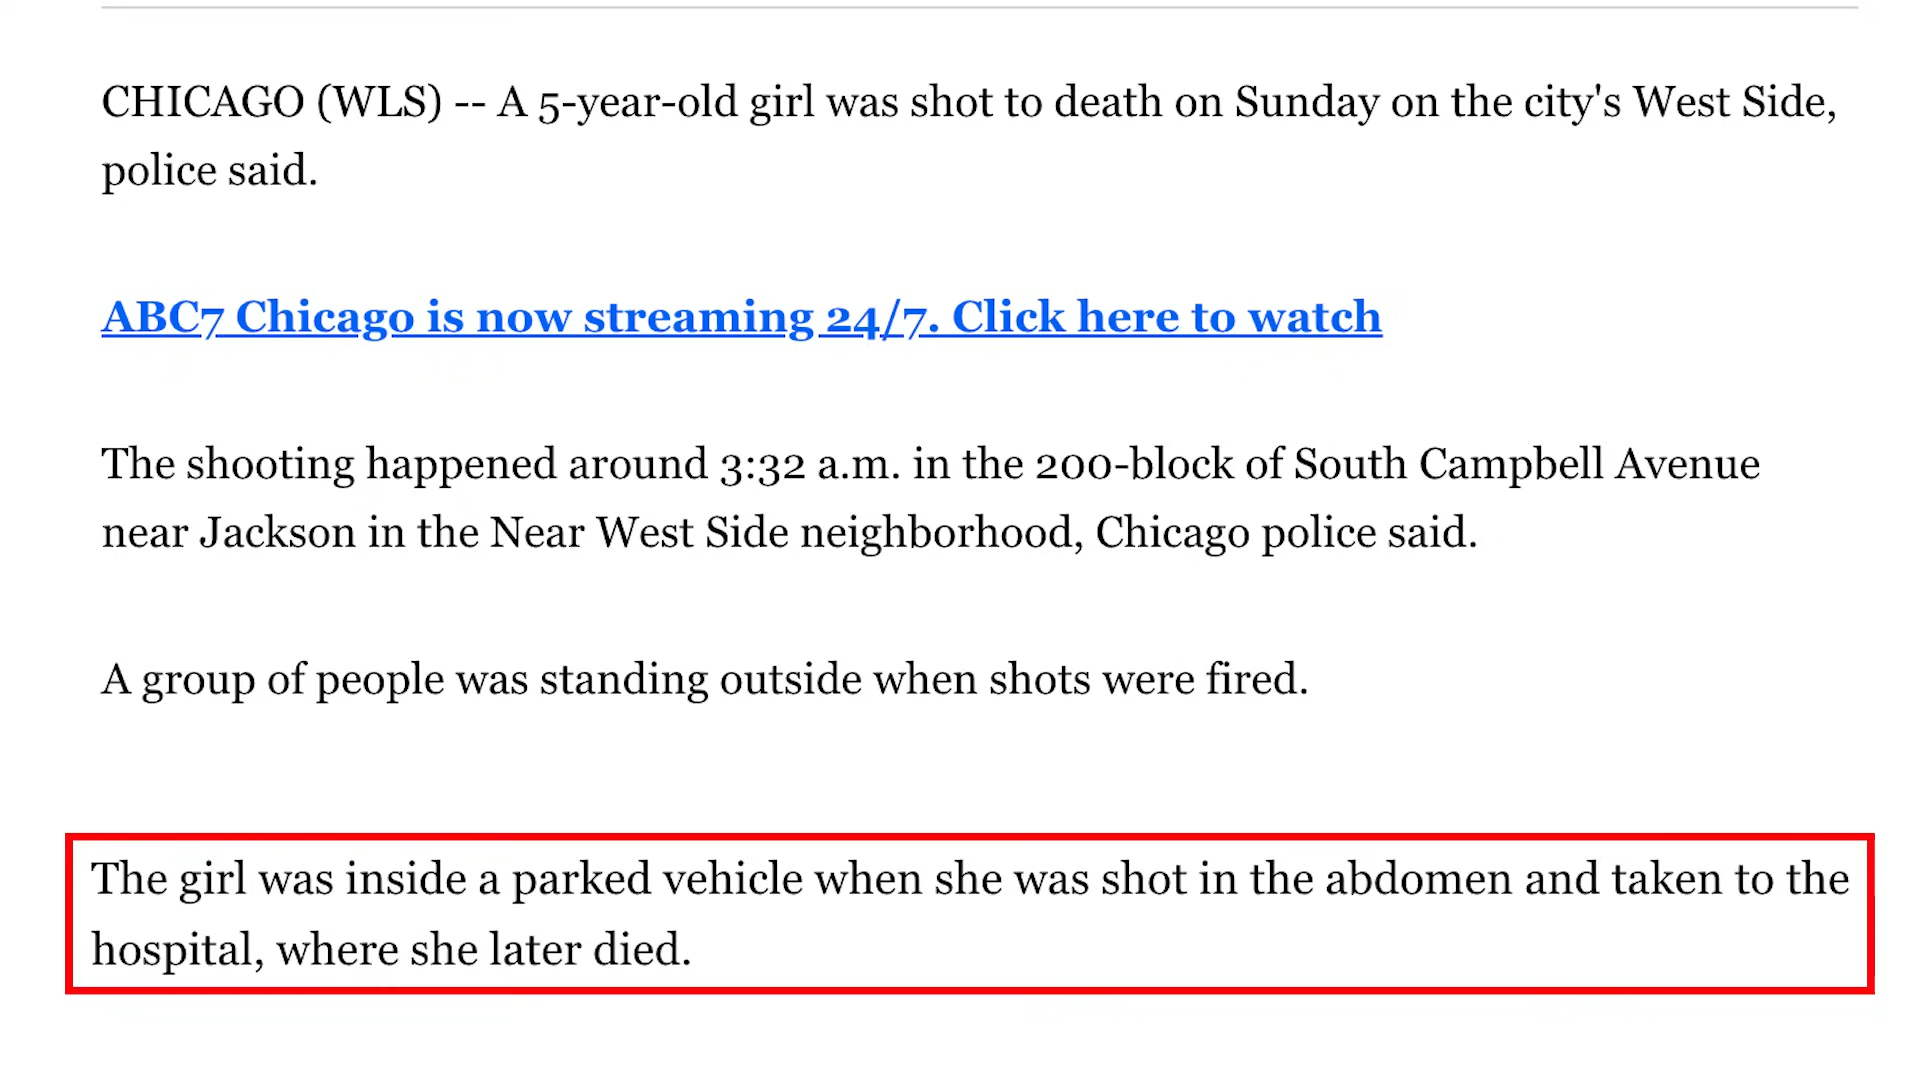 CHICAGO (WLS) -- A 5-year-old girl was shot to death on Sunday on the city's West Side,
police said.
ABC7 Chicago is now streaming 24/7. Click here to watch
The shooting happened around 3:32 a.m. in the 200-block of South Campbell Avenue
near Jackson in the Near West Side neighborhood, Chicago police said.
A group of people was standing outside when shots were fired.
The girl was inside a parked vehicle when she was shot in the abdomen and taken to the
hospital, where she later died.